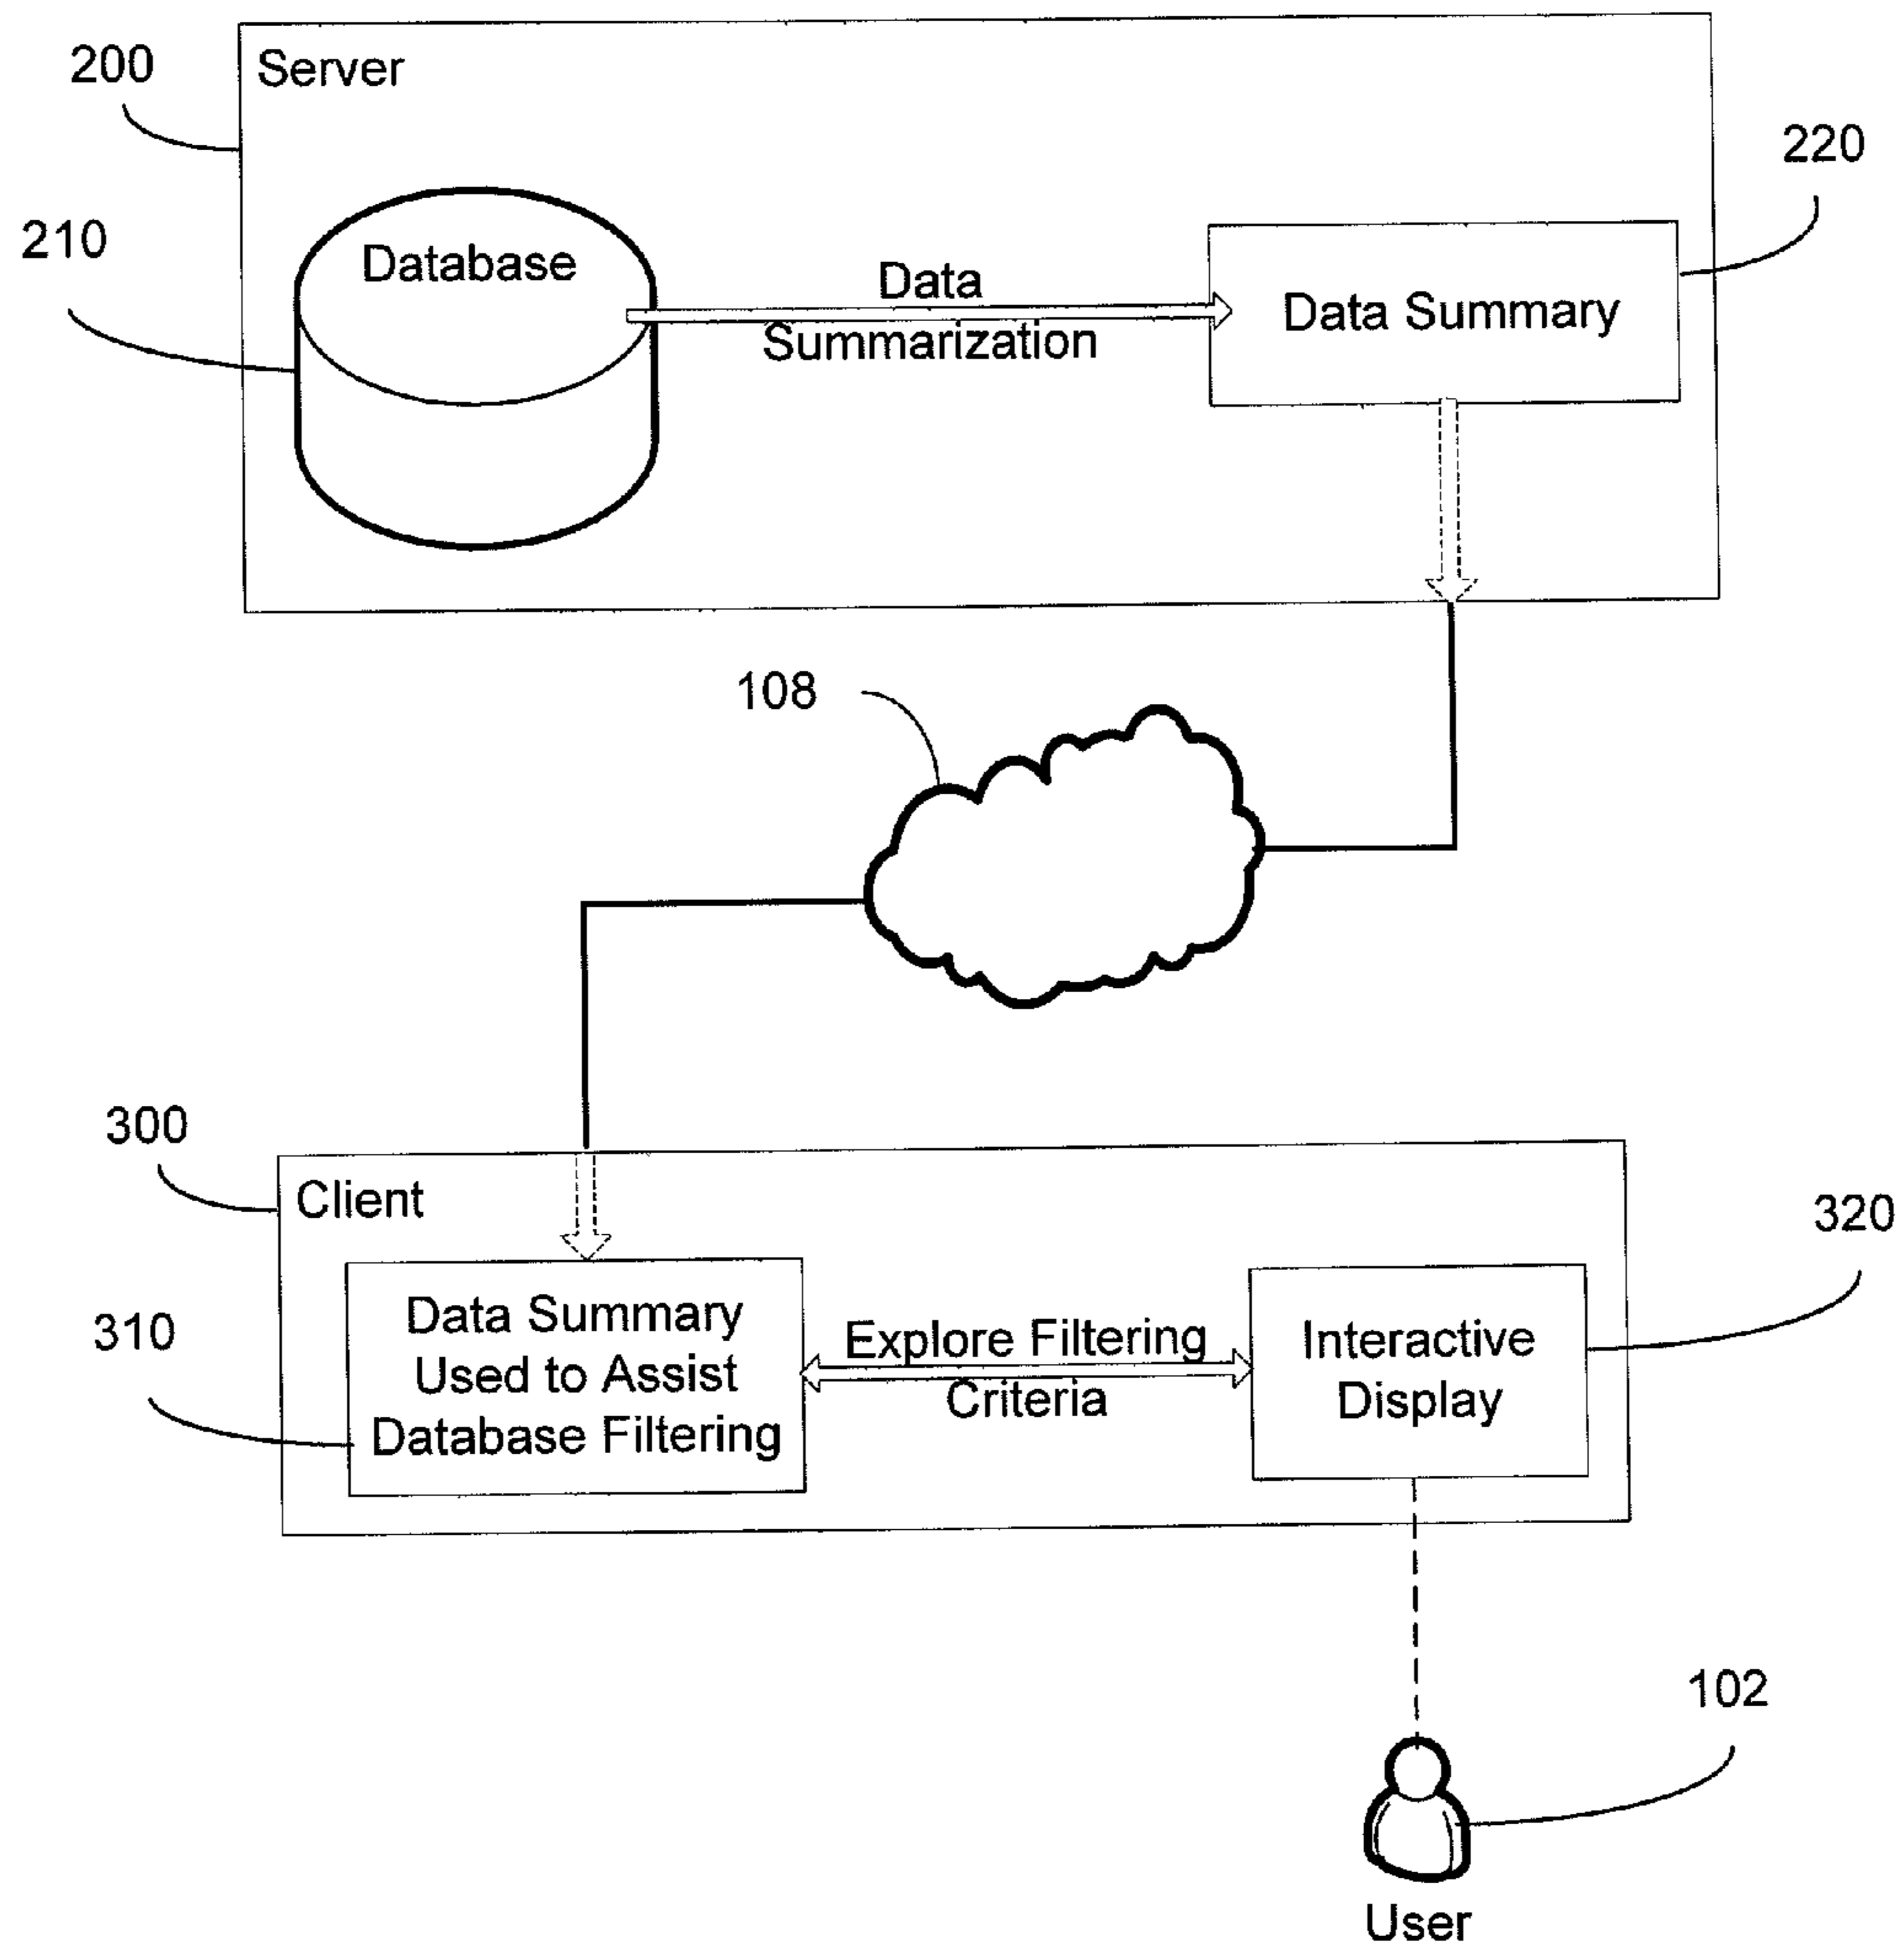 200
Server
220
210
Database
Data
Summarization
Data Summary
108
300
Client
320
310
Data Summary
Used to Assist
Database Filtering
Explore Filtering
Criteria
Interactive
Display
102
User